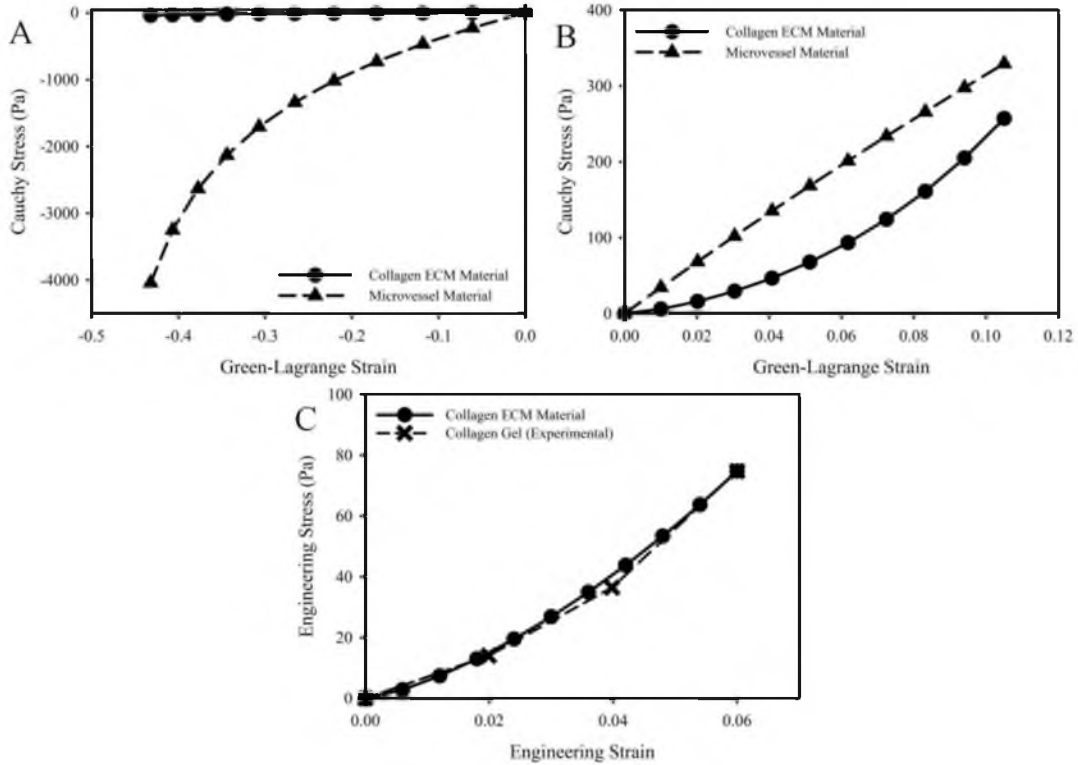 A
Cauchy Stress (Pa)
0
-1000
-2000
-3000
-4000
Collagen ECM Material
Microvessel Material
-0.5
-0.4
-0.3
-0.2
-0.1
0.0
Green-Lagrange Strain
B
Cauchy Stress (Pa)
400
300
200
100
0
Collagen ECM Material
Microvessel Material
0.00
0.02
0.04
0.06
0.08
0.10
0.12
Green-Lagrange Strain
C
Engineering Stress (Pa)
100
80
60
40
20
0
Collagen ECM Material
Collagen Gel (Experimental)
0.00
0.02
0.04
0.06
Engineering Strain